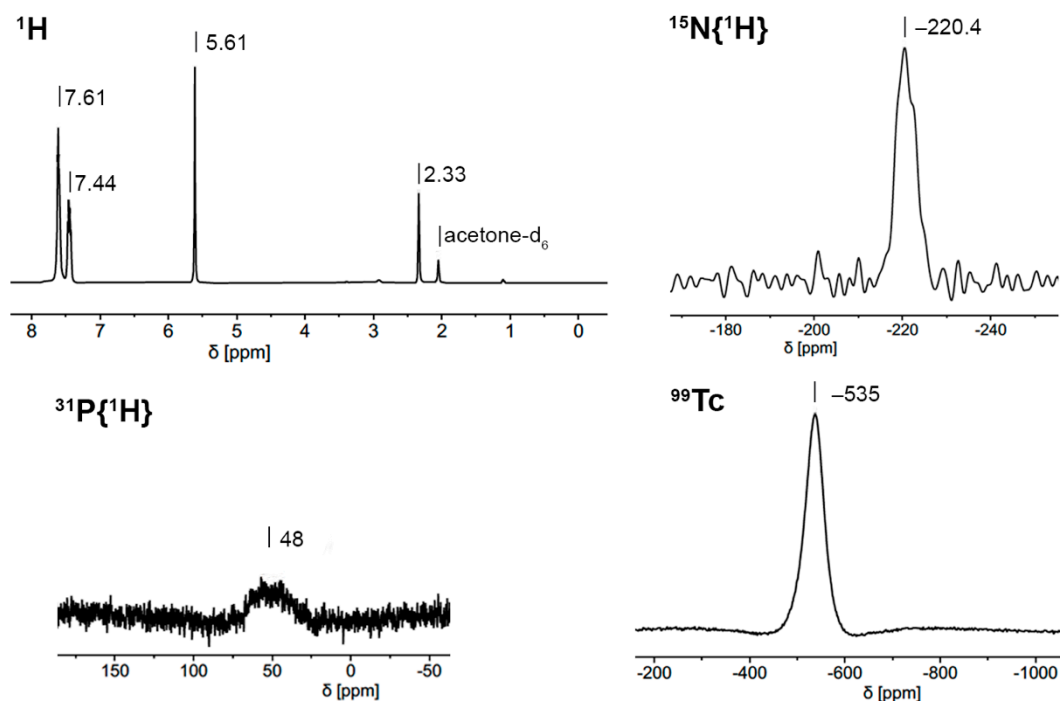 ¹H
5.61
7.61
7.44
2.33
acetone-d₆
8 7 6 5 4 3 2 1 0
δ [ppm]
¹⁵N{¹H}
–220.4
-180 -200 -220 -240
δ [ppm]
³¹P{¹H}
48
150 100 50 0 -50
δ [ppm]
⁹⁹Tc
–535
-200 -400 -600 -800 -1000
δ [ppm]